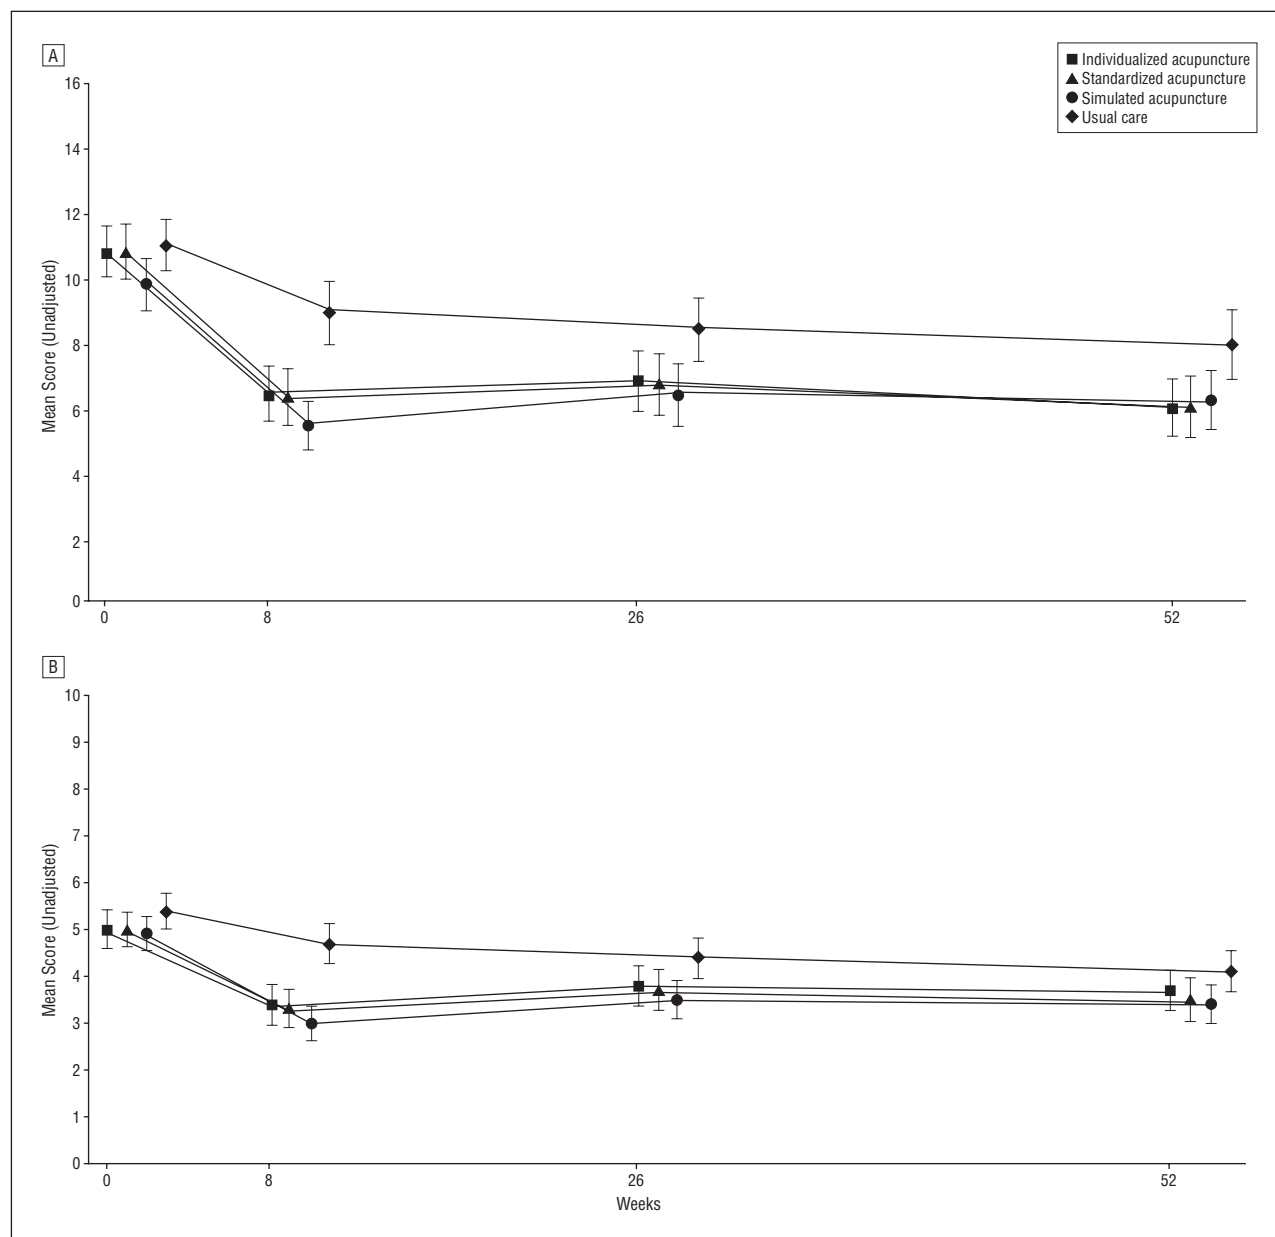 A
Individualized acupuncture
Standardized acupuncture
Simulated acupuncture
Usual care
16
14
12
10
8
6
4
2
0
Mean Score (Unadjusted)
0 8 26 52
B
10
9
8
7
6
5
4
3
2
1
0
Mean Score (Unadjusted)
0 8 26 52
Weeks